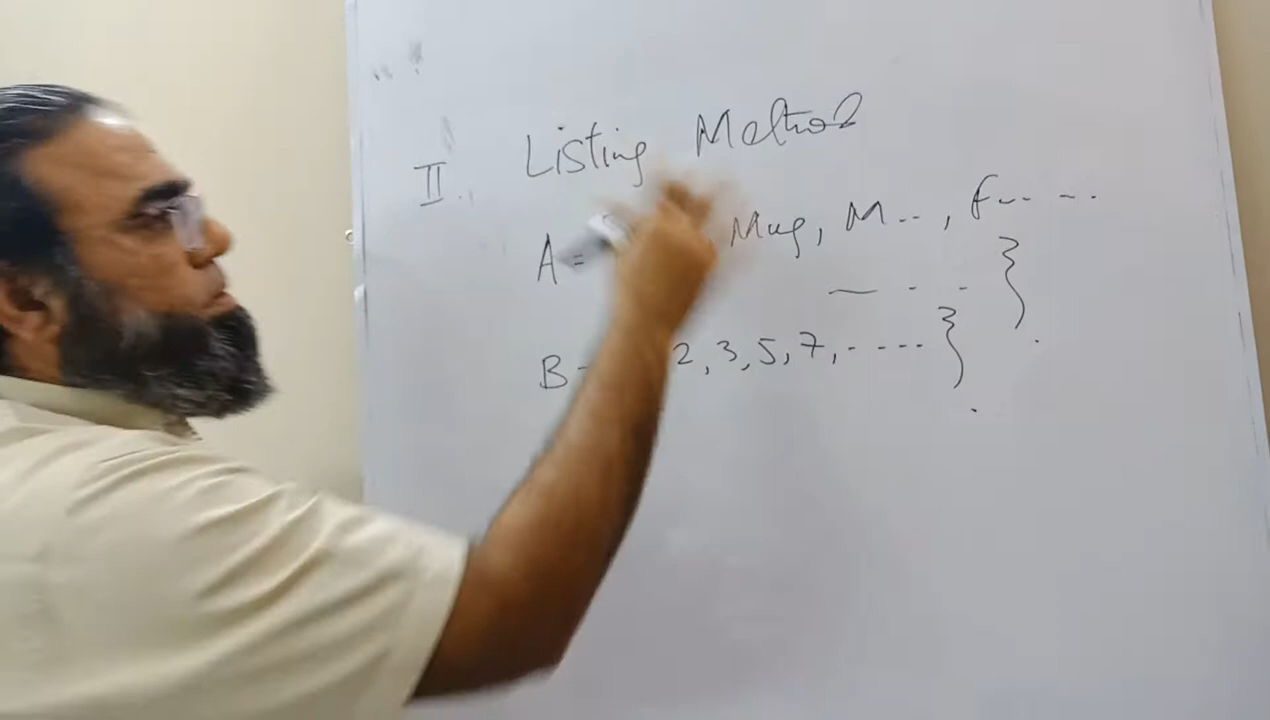 II. Listing Method
A = , Mug, M.., f.. ..
— . . }
B - 2, 3, 5, 7, . ---- }